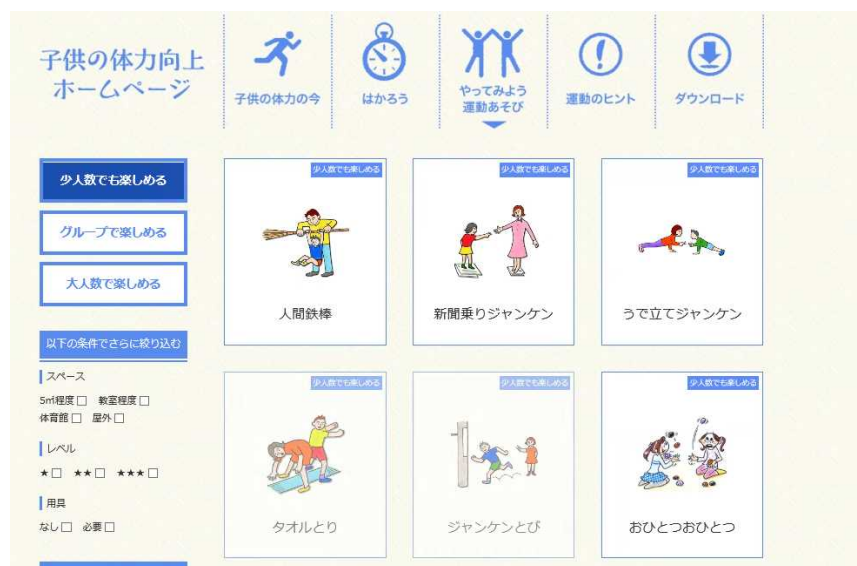 子供の体力向上
ホームページ
子供の体力の今
はかろう
やってみよう
運動あそび
運動のヒント
ダウンロード
少人数でも楽しめる
グループで楽しめる
大人数で楽しめる
以下の条件でさらに絞り込む
スペース
5㎡程度□ 教室程度□
体育館□ 屋外□
レベル
★□ ★★□ ★★★□
用具
なし□ 必要□
少人数でも楽しめる
人間鉄棒
少人数でも楽しめる
新聞乗りジャンケン
少人数でも楽しめる
うで立てジャンケン
少人数でも楽しめる
タオルとり
少人数でも楽しめる
ジャンケンとび
少人数でも楽しめる
おひとつおひとつ